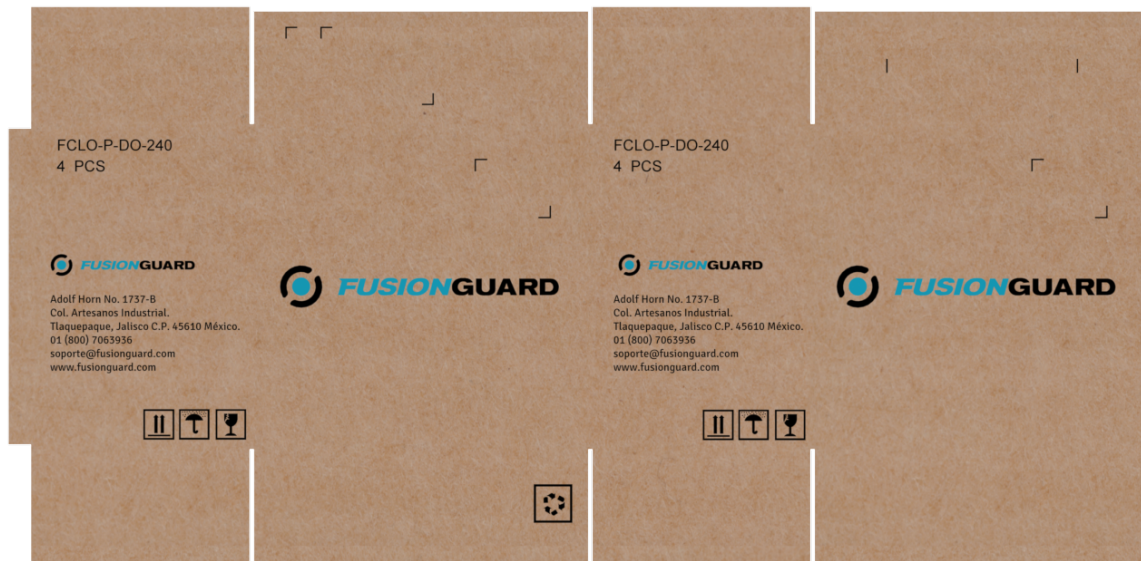 FCLO-P-DO-240
4 PCS
FUSIONGUARD
Adolf Horn No. 1737-B
Col. Artesanos Industrial.
Tlaquepaque, Jalisco C.P. 45610 México.
01 (800) 7063936
soporte@fusionguard.com
www.fusionguard.com
FUSIONGUARD
FCLO-P-DO-240
4 PCS
FUSIONGUARD
Adolf Horn No. 1737-B
Col. Artesanos Industrial.
Tlaquepaque, Jalisco C.P. 45610 México.
01 (800) 7063936
soporte@fusionguard.com
www.fusionguard.com
FUSIONGUARD